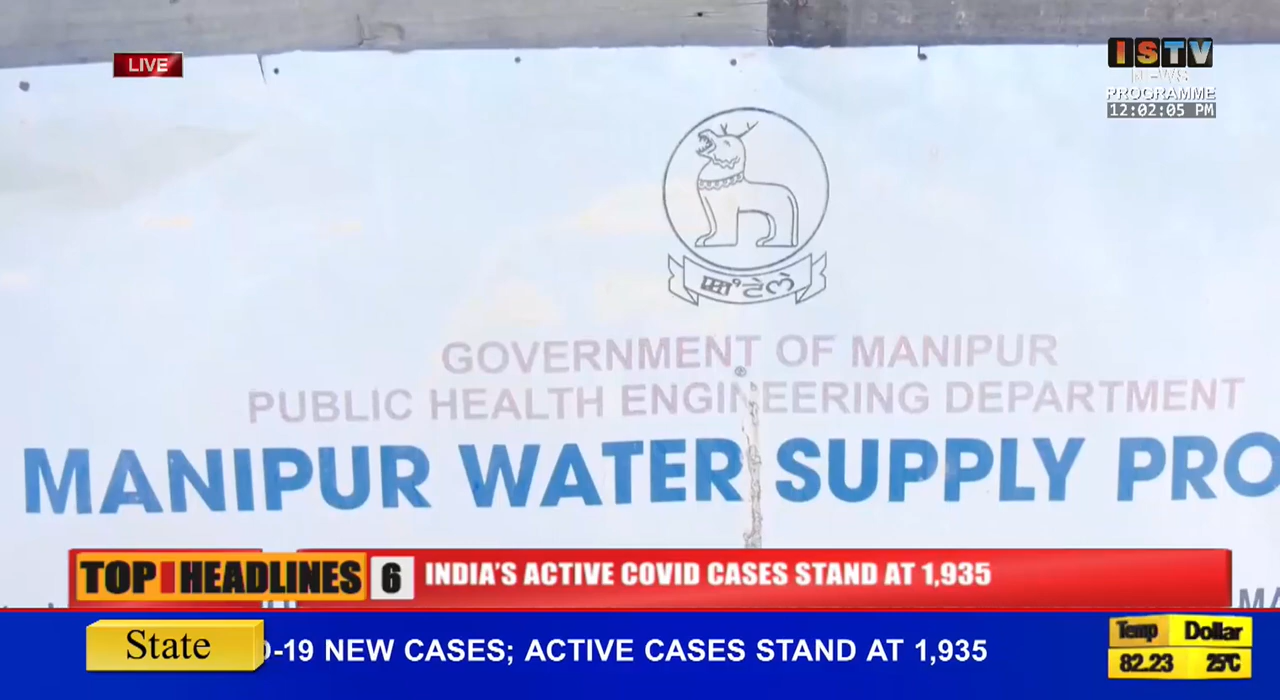 LIVE
ISTV
NEWS
PROGRAMME
12:02:05 PM
GOVERNMENT OF MANIPUR
PUBLIC HEALTH ENGINEERING DEPARTMENT
MANIPUR WATER SUPPLY PRO
TOP HEADLINES 6 INDIA'S ACTIVE COVID CASES STAND AT 1,935
State -19 NEW CASES; ACTIVE CASES STAND AT 1,935
Temp Dollar
82.23 25℃